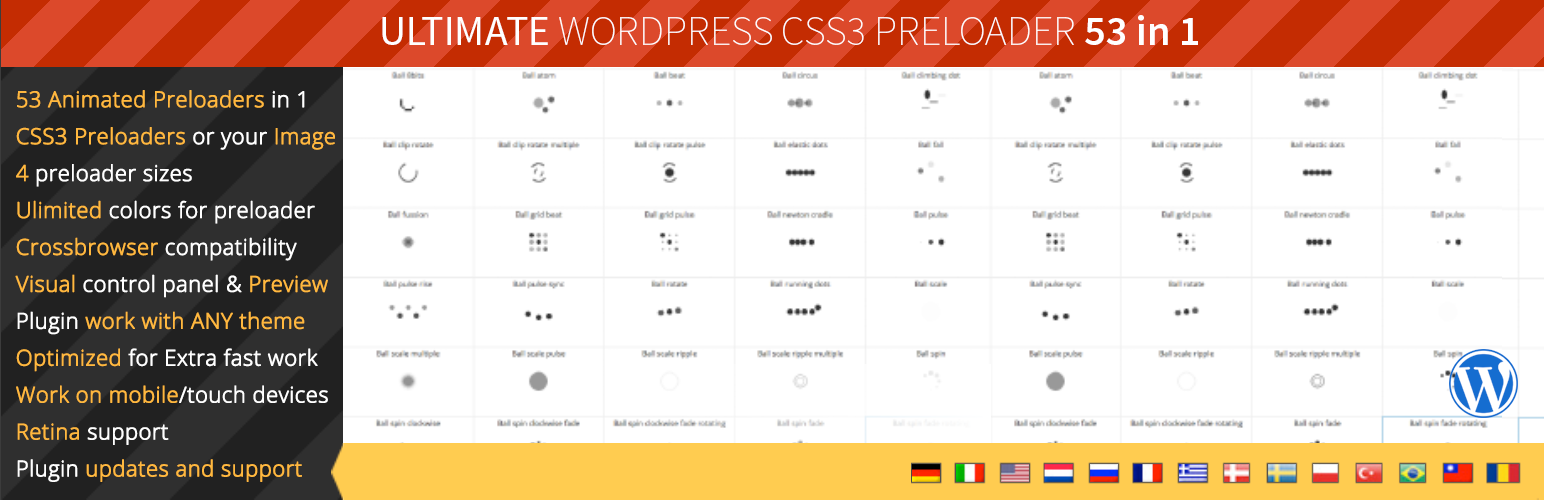 ULTIMATE WORDPRESS CSS3 PRELOADER 53 in 1
53 Animated Preloaders in 1
CSS3 Preloaders or your Image
4 preloader sizes
Ulimited colors for preloader
Crossbrowser compatibility
Visual control panel & Preview
Plugin work with ANY theme
Optimized for Extra fast work
Work on mobile/touch devices
Retina support
Plugin updates and support
Ball 8bits Ball atom Ball beat Ball circus Ball climbing dot Ball atom Ball beat Ball circus Ball climbing dot
Ball clip rotate Ball clip rotate multiple Ball clip rotate pulse Ball elastic dots Ball fall Ball clip rotate multiple Ball clip rotate pulse Ball elastic dots Ball fall
Ball fussion Ball grid beat Ball grid pulse Ball newton cradle Ball pulse Ball grid beat Ball grid pulse Ball newton cradle Ball pulse
Ball pulse rise Ball pulse sync Ball rotate Ball running dots Ball scale Ball pulse sync Ball rotate Ball running dots Ball scale
Ball scale multiple Ball scale pulse Ball scale ripple Ball scale ripple multiple Ball spin Ball scale pulse Ball scale ripple Ball scale ripple multiple Ball spin
Ball spin clockwise Ball spin clockwise fade Ball spin clockwise fade rotating Ball spin fade Ball spin fade rotating Ball spin clockwise fade Ball spin clockwise fade rotating Ball spin fade Ball spin fade rotating
W